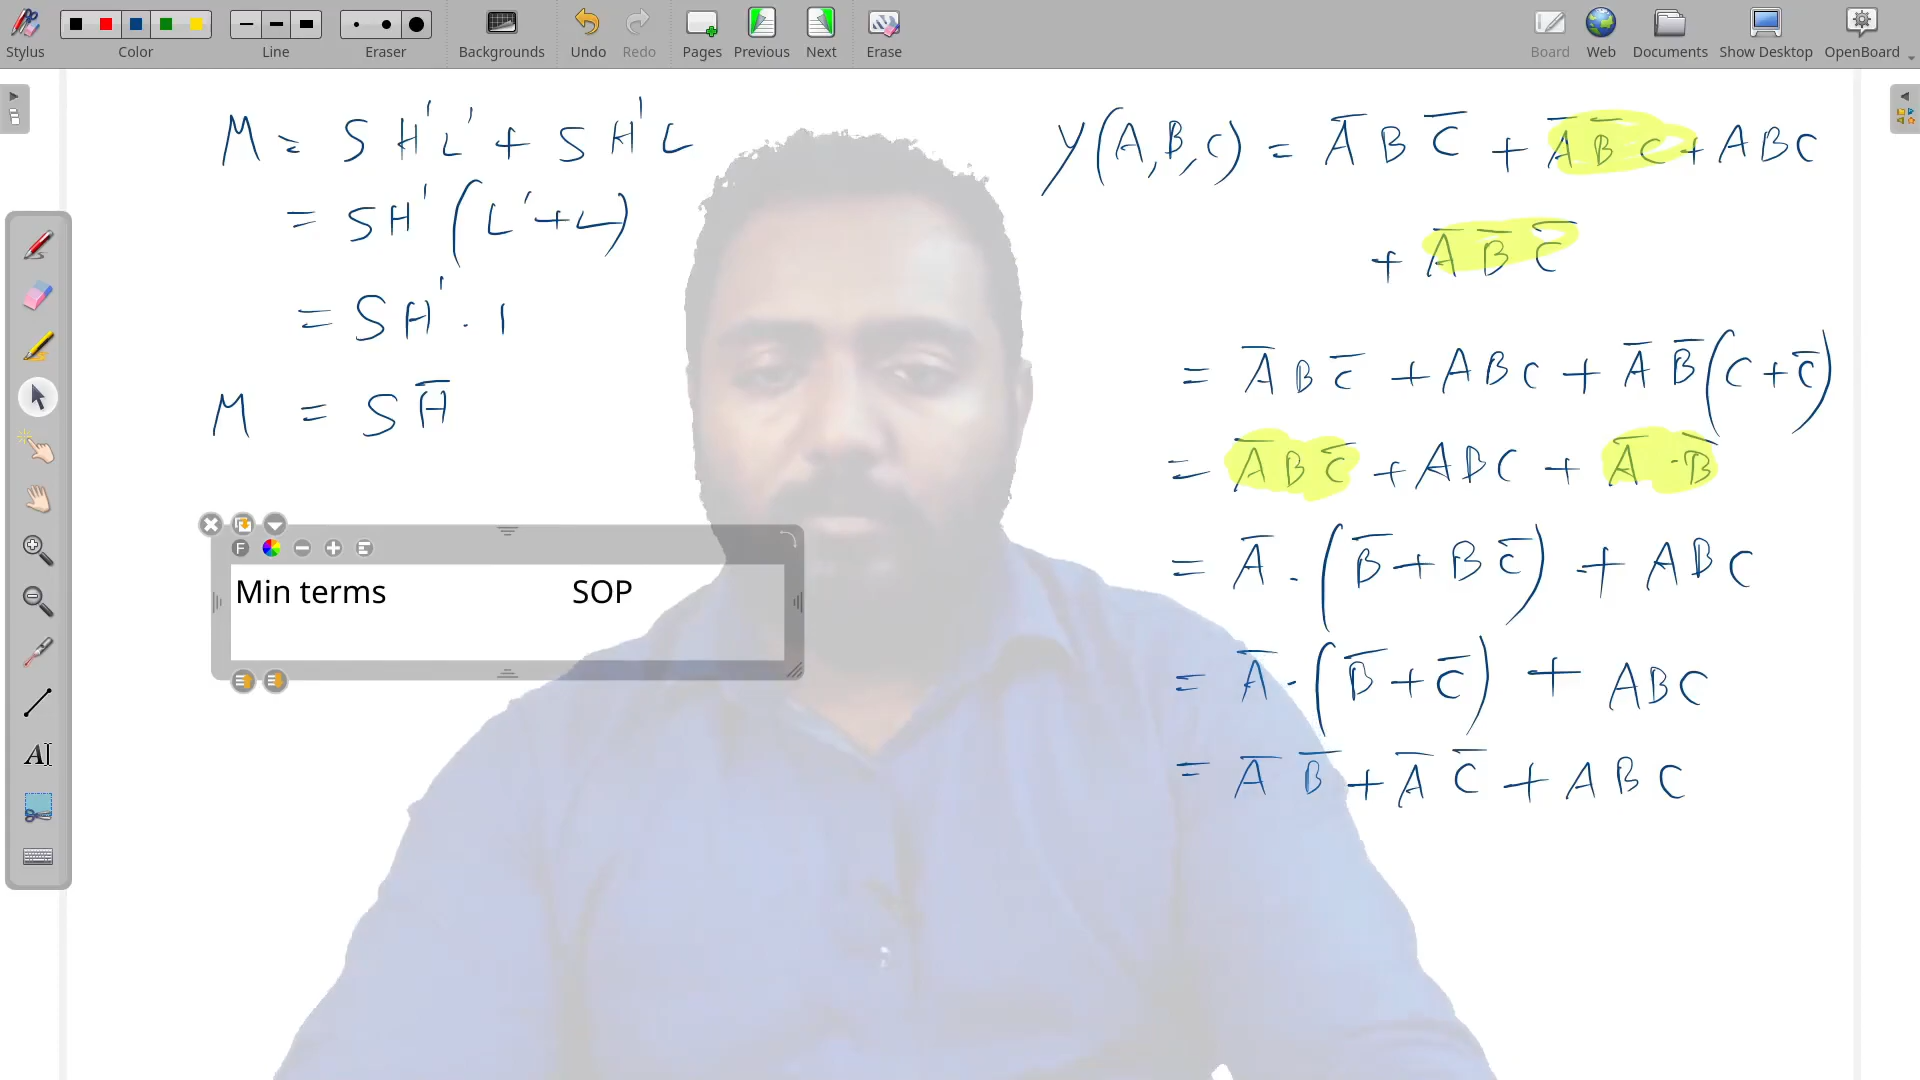 Stylus Color Line Eraser Backgrounds Undo Redo Pages Previous Next Erase Board Web Documents Show Desktop OpenBoard
M = S H' L' + S H' L
= S H' (L' + L)
= S H' . 1
M = S H̅
F
Min terms SOP
Y(A, B, C) = A̅ B C̅ + A̅ B̅ C + A B C
+ A̅ B̅ C̅
= A̅ B C̅ + A B C + A̅ B̅ (C + C̅)
= A̅ B C̅ + A B C + A̅ · B̅
= A̅ . (B̅ + B C̅) + A B C
= A̅ . (B̅ + C̅) + A B C
= A̅ B̅ + A̅ C̅ + A B C